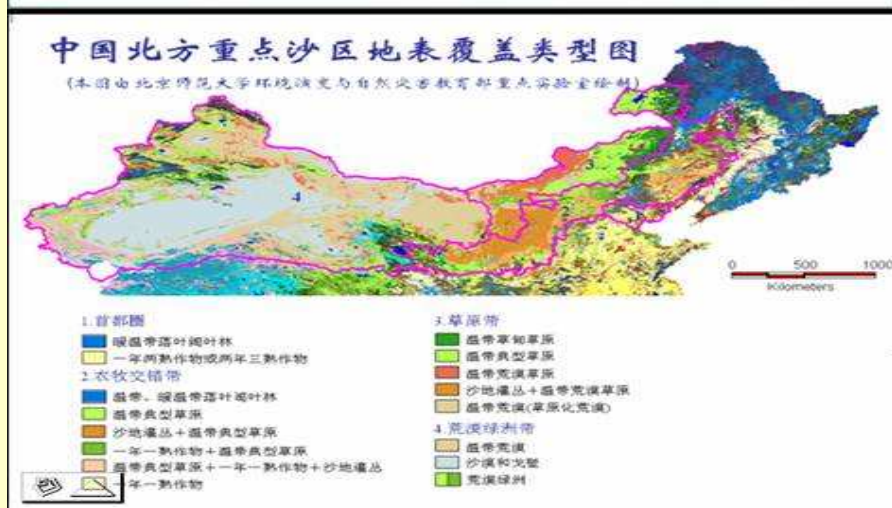 中国北方重点沙区地表覆盖类型图
(本图由北京师范大学环境演变与自然灾害教育部重点实验室绘制)
4
3
2
0 500 1000
Kilometers
1.首都圈
暖温带落叶阔叶林
一年两熟作物或两年三熟作物
2.农牧交错带
温带、暖温带落叶阔叶林
温带典型草原
沙地灌丛+温带典型草原
一年一熟作物+温带典型草原
温带典型草原+一年一熟作物+沙地灌丛
一年一熟作物
3.草原带
温带草甸草原
温带典型草原
温带荒漠草原
沙地灌丛+温带荒漠草原
温带荒漠(草原化荒漠)
4.荒漠绿洲带
温带荒漠
沙漠和戈壁
荒漠绿洲